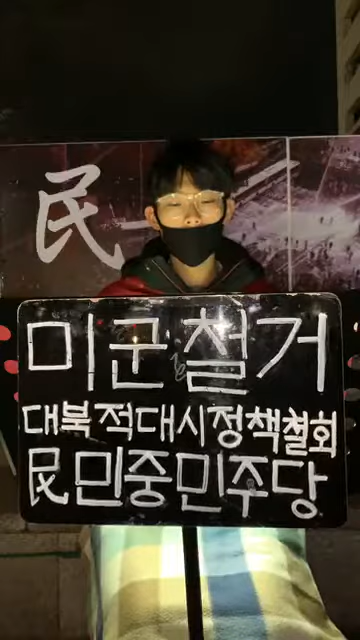 民
미군철거
대북적대시정책철회
民민중민주당